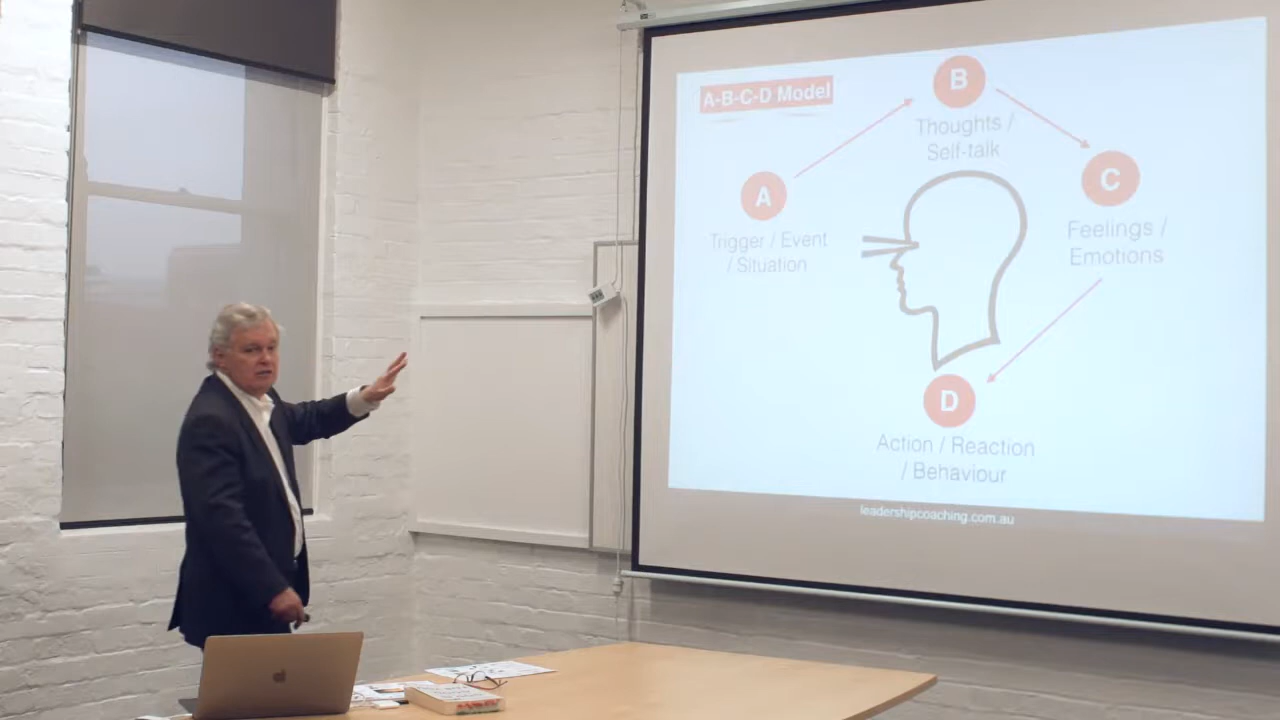 A-B-C-D Model
B
Thoughts /
Self-talk
A
Trigger / Event
/ Situation
C
Feelings /
Emotions
D
Action / Reaction
/ Behaviour
leadershipcoaching.com.au